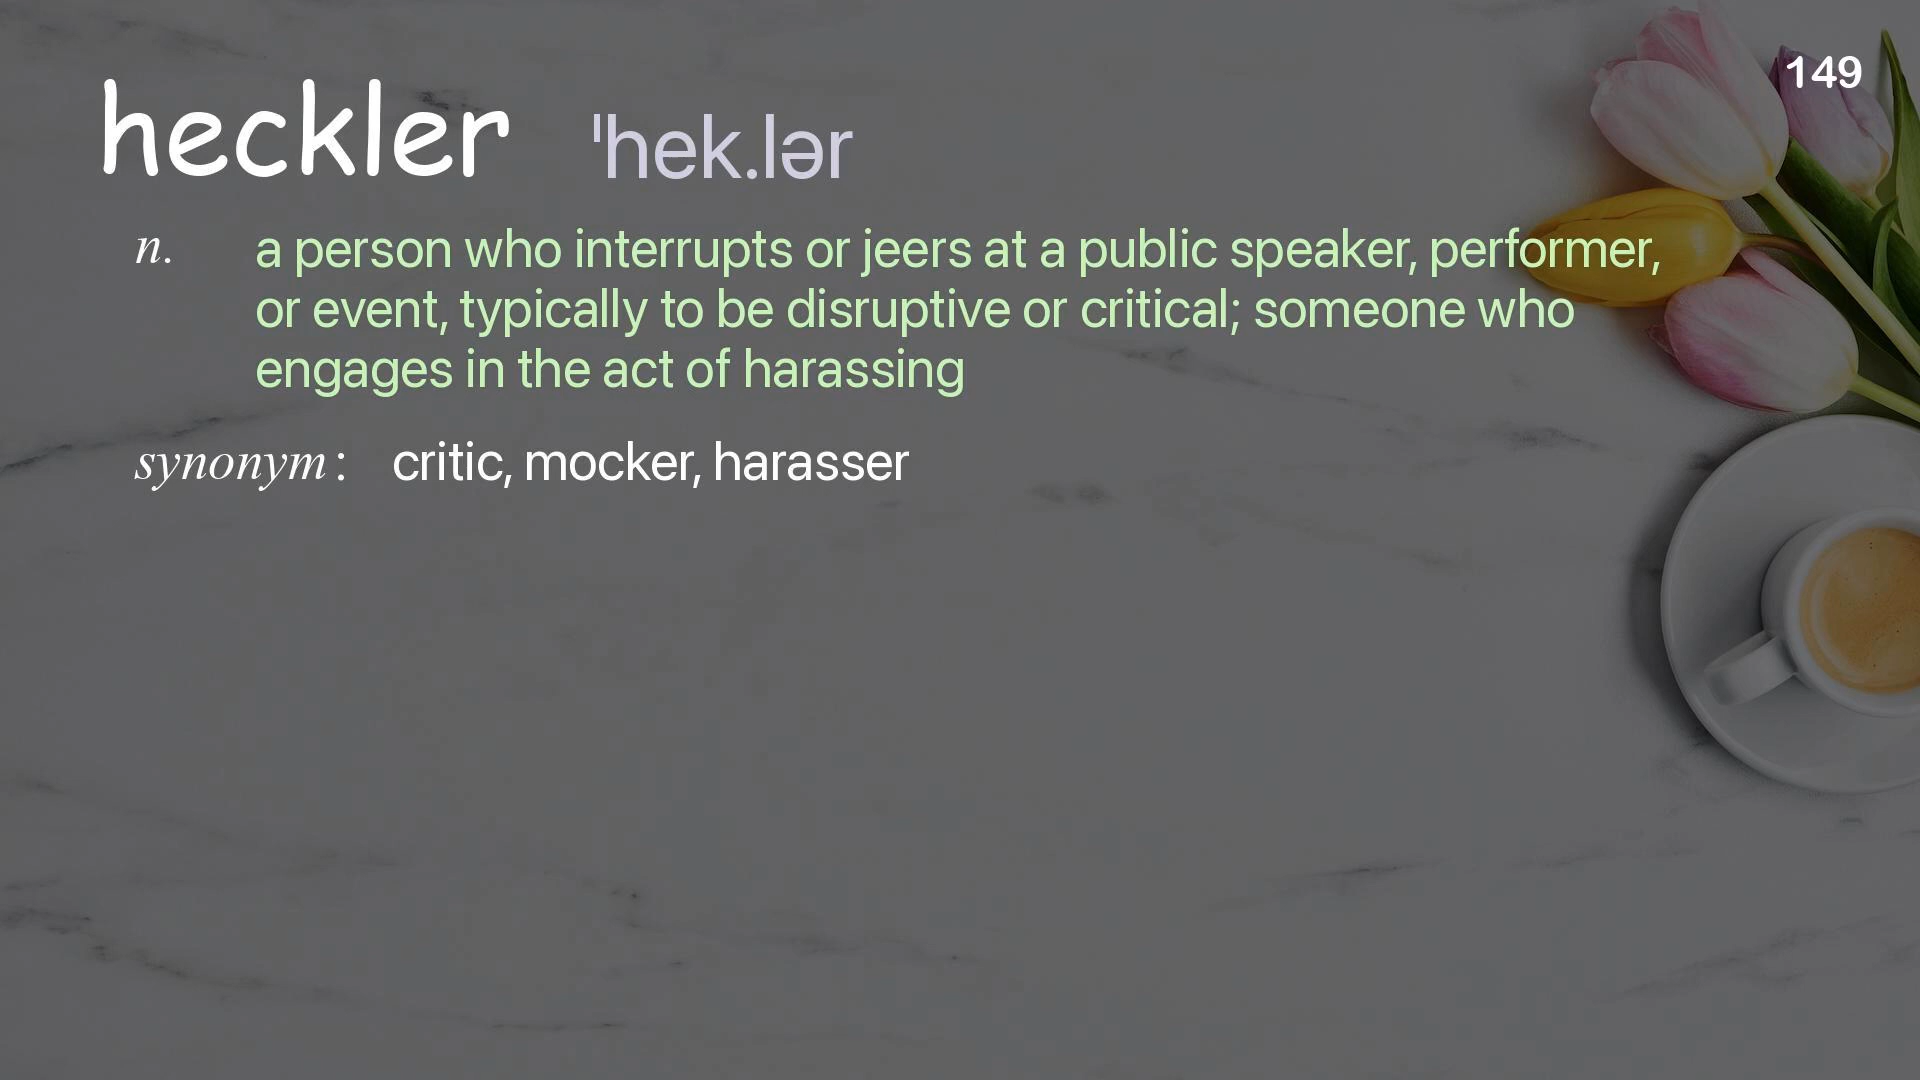 149
heckler ˈhek.lər
n. a person who interrupts or jeers at a public speaker, performer,
or event, typically to be disruptive or critical; someone who
engages in the act of harassing
synonym: critic, mocker, harasser